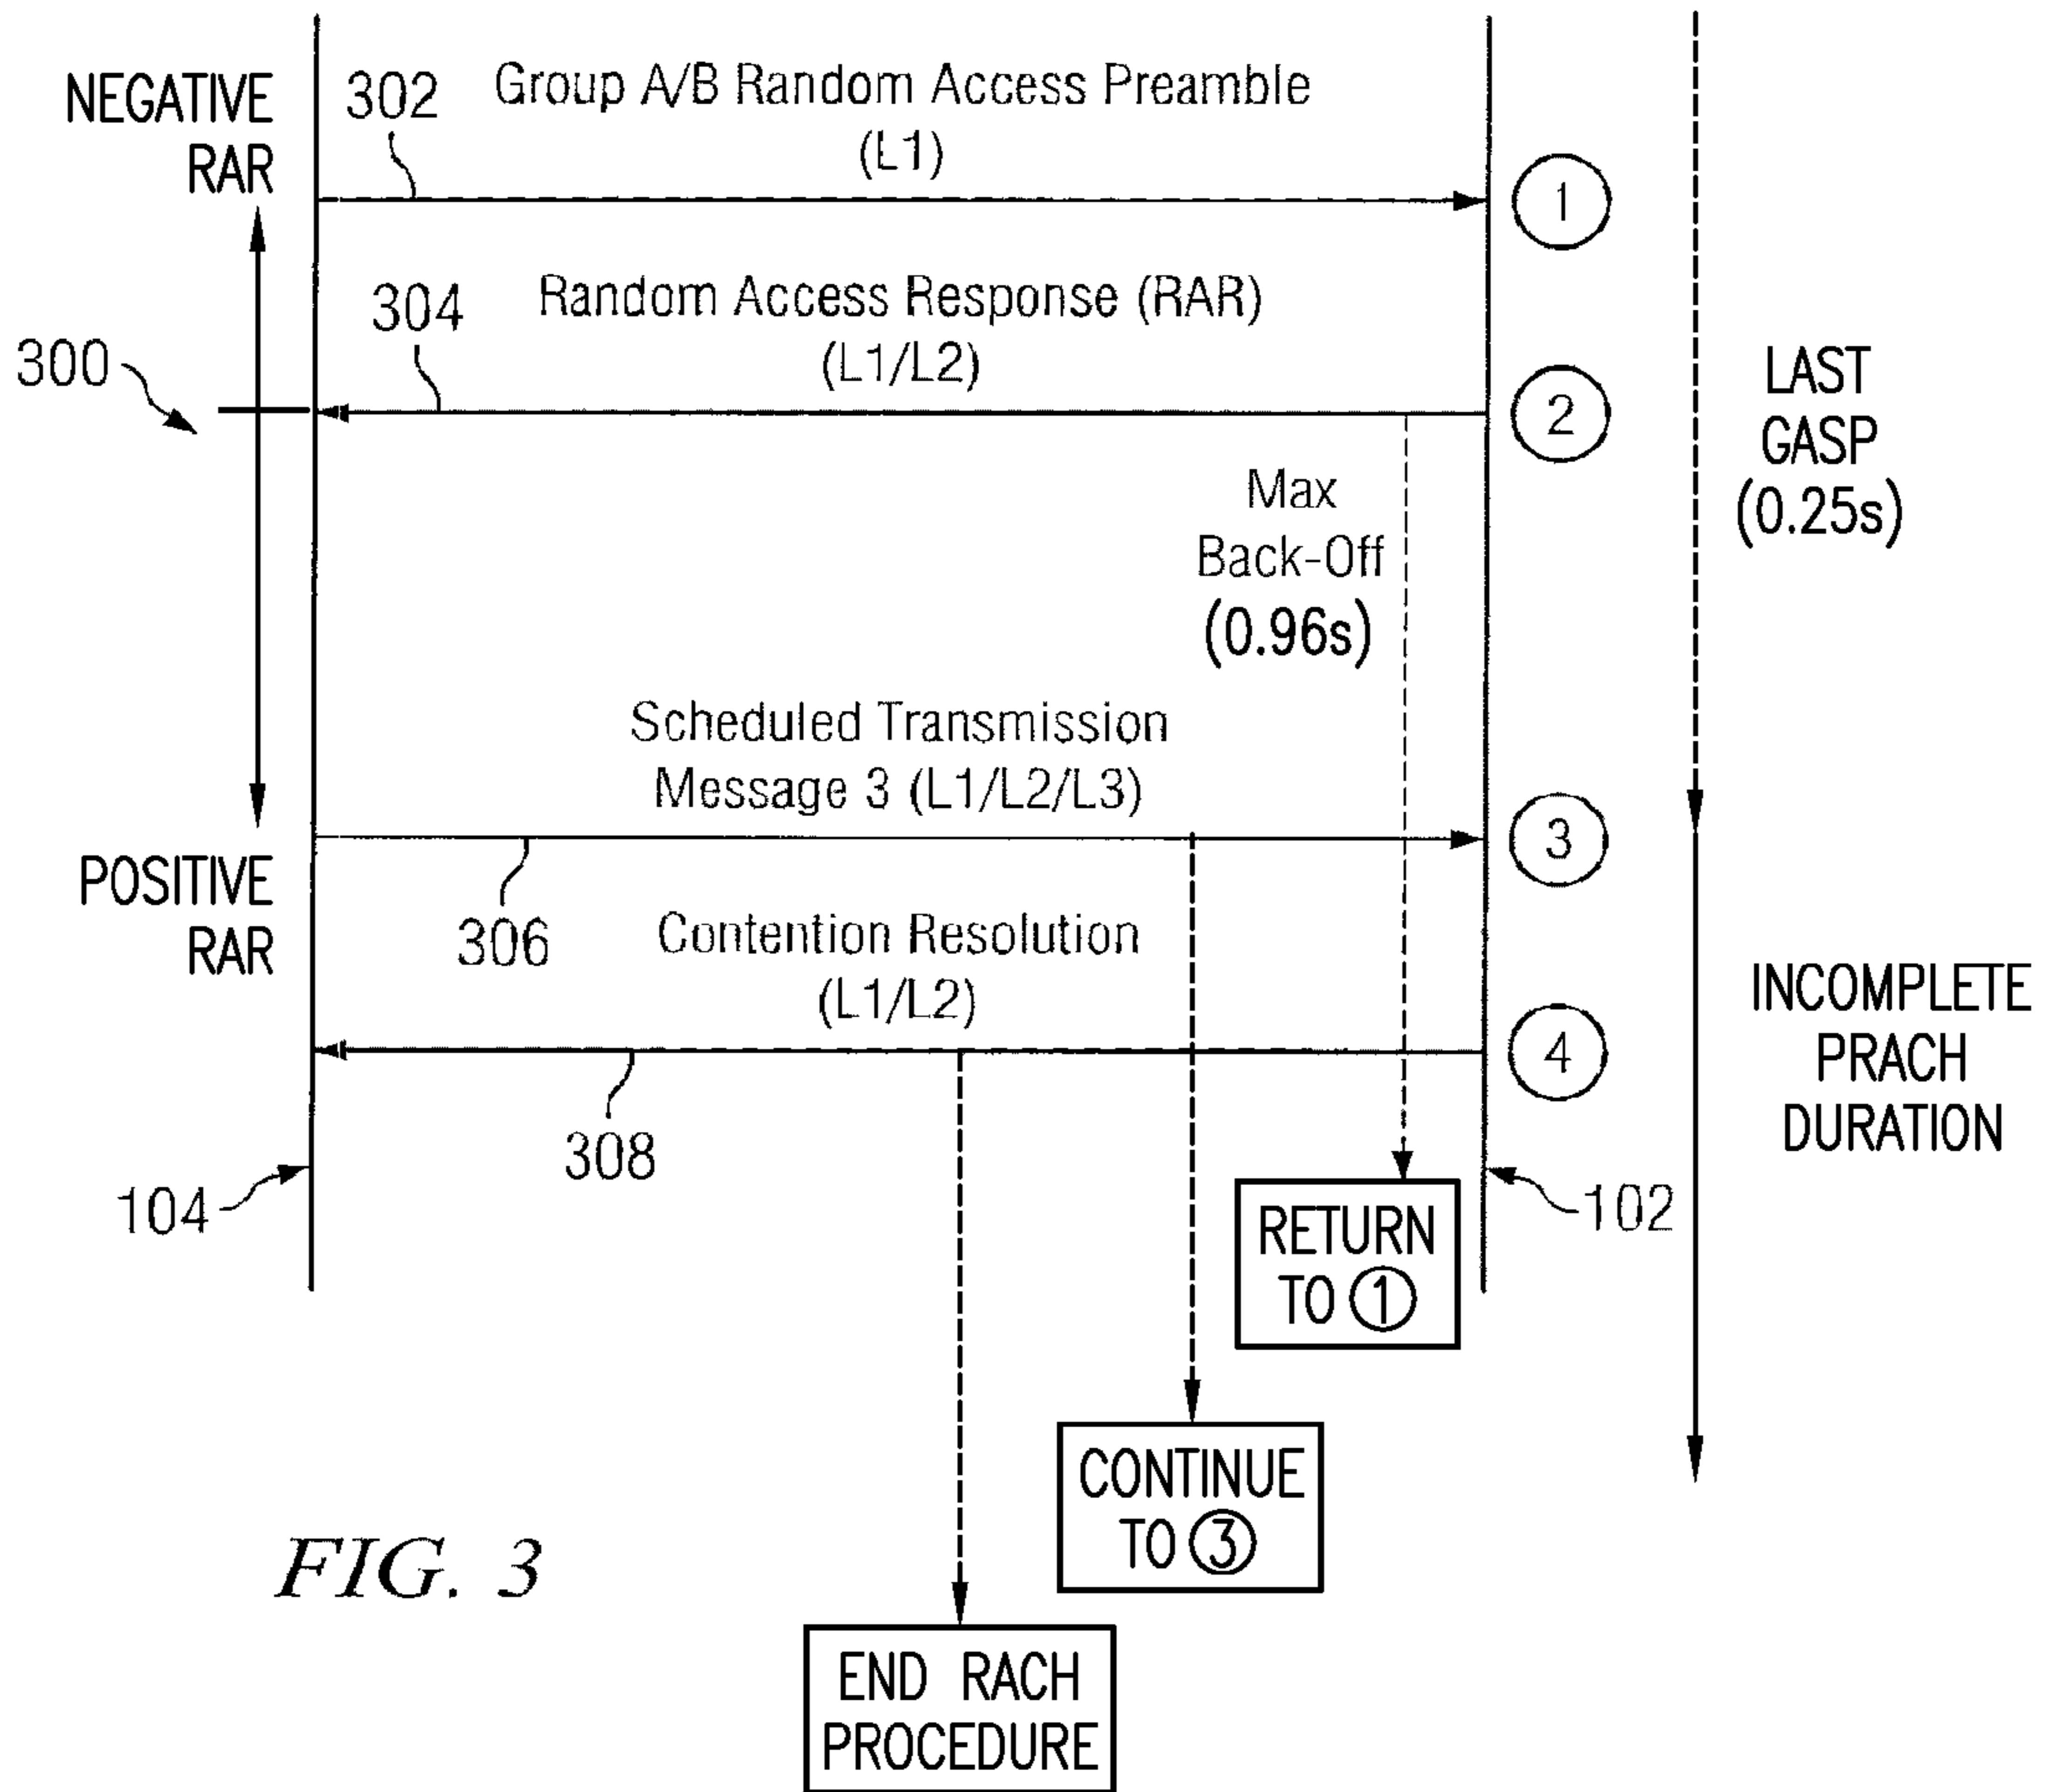 NEGATIVE
RAR
302
Group A/B Random Access Preamble
(L1)
1
304
Random Access Response (RAR)
(L1/L2)
2
300
LAST
GASP
(0.25s)
Max
Back-Off
(0.96s)
Scheduled Transmission
Message 3 (L1/L2/L3)
3
POSITIVE
RAR
306
Contention Resolution
(L1/L2)
4
INCOMPLETE
PRACH
DURATION
308
104
102
RETURN
TO 1
CONTINUE
TO 3
FIG. 3
END RACH
PROCEDURE